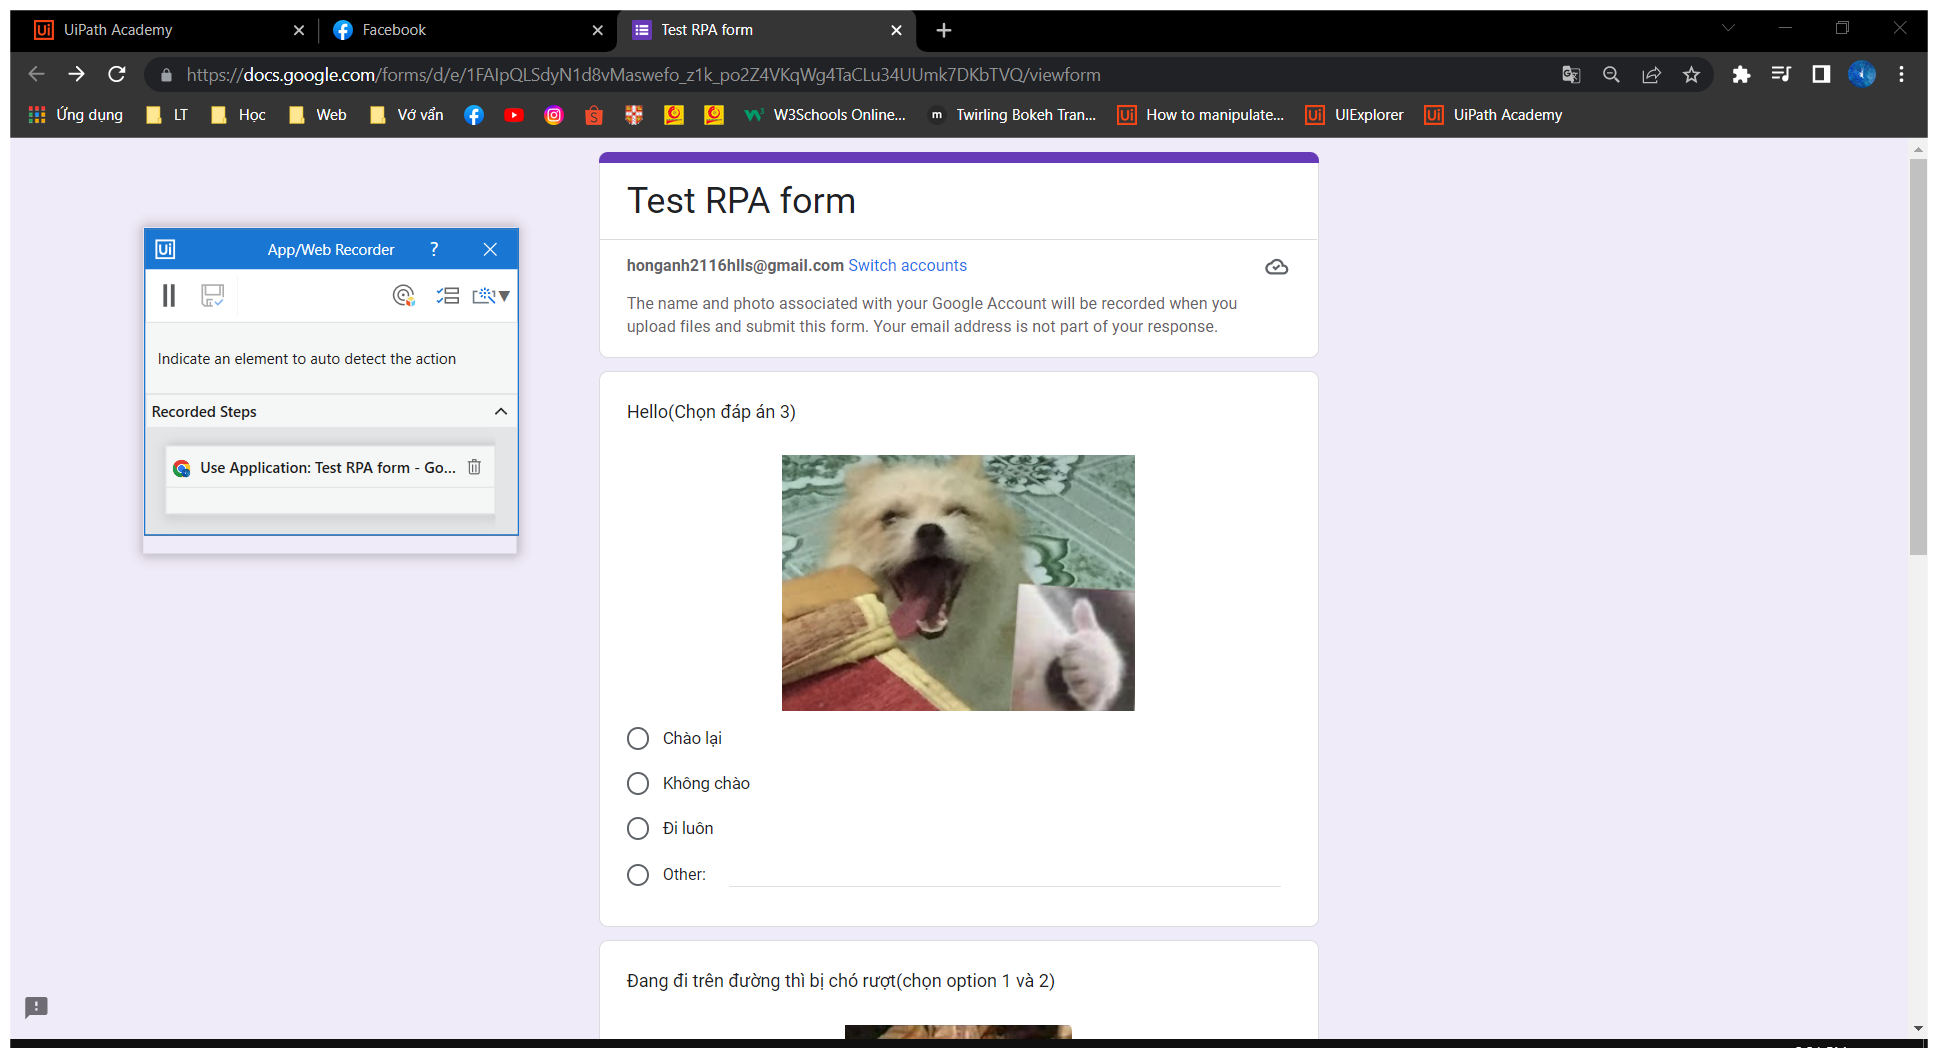 UiPath Academy
Facebook
Test RPA form
https://docs.google.com/forms/d/e/1FAIpQLSdyN1d8vMaswefo_z1k_po2Z4VKqWg4TaCLu34UUmk7DKbTVQ/viewform
Ứng dụng LT Học Web Vớ vẩn W3Schools Online... m Twirling Bokeh Tran... Ui How to manipulate... Ui UIExplorer Ui UiPath Academy
Test RPA form
honganh2116hlls@gmail.com Switch accounts
The name and photo associated with your Google Account will be recorded when you
upload files and submit this form. Your email address is not part of your response.
Ui App/Web Recorder ?
Indicate an element to auto detect the action
Recorded Steps
Use Application: Test RPA form - Go...
Hello(Chọn đáp án 3)
Chào lại
Không chào
Đi luôn
Other:
Đang đi trên đường thì bị chó rượt(chọn option 1 và 2)